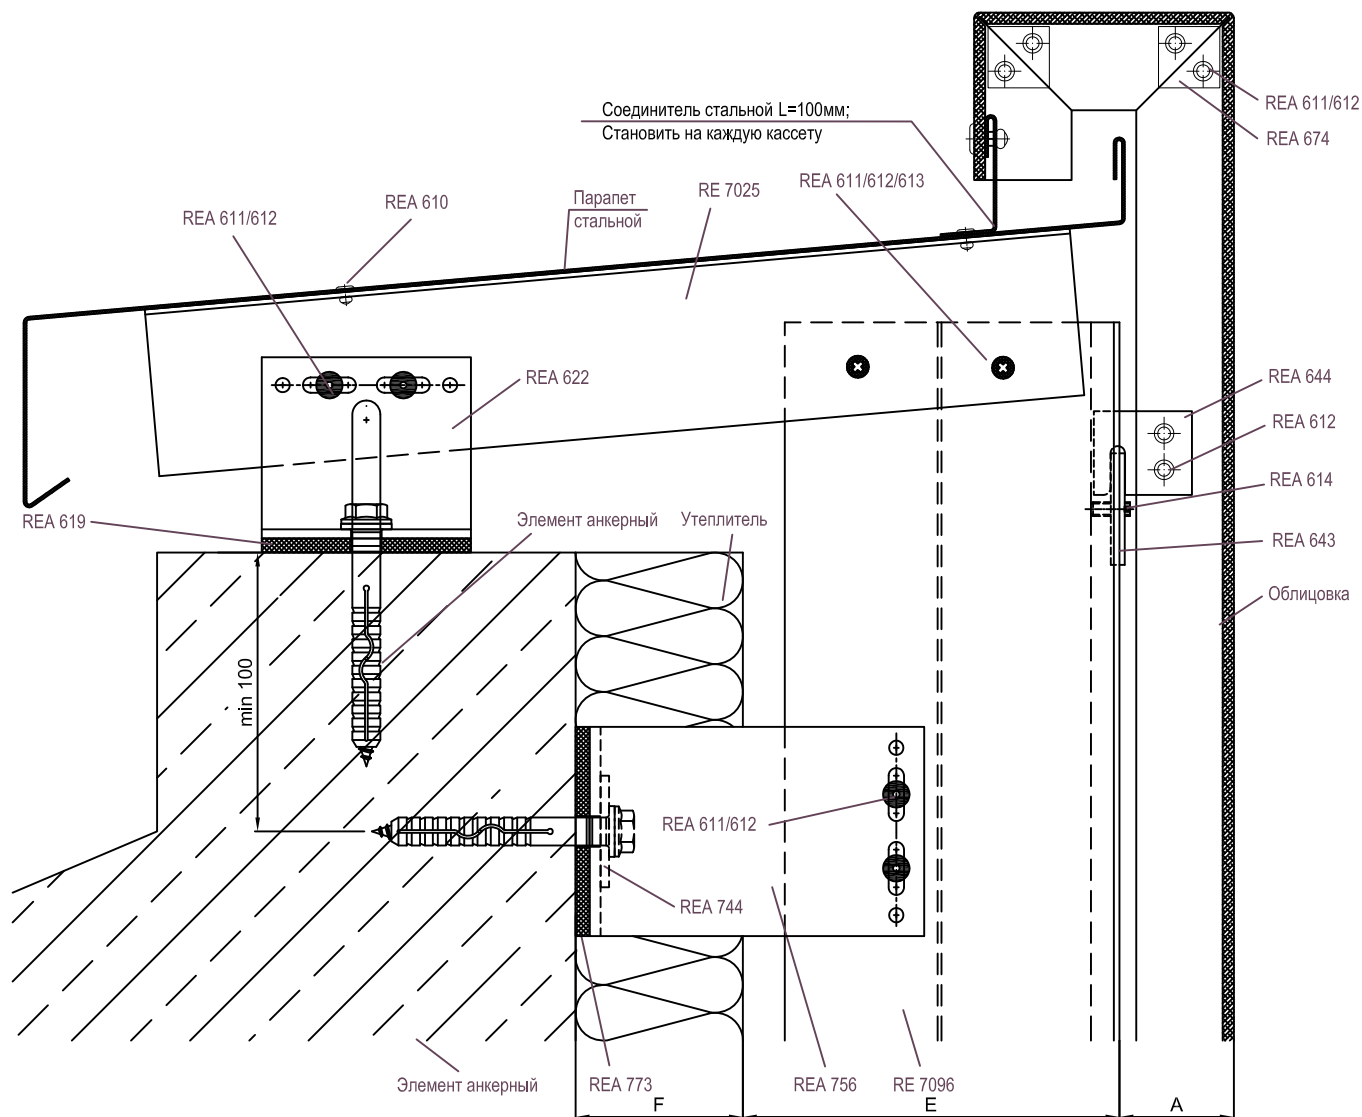 REA 611/612
REA 674
Соединитель стальной L=100мм;
Становить на каждую кассету
REA 611/612/613
RE 7025
REA 610
Парапет
стальной
REA 611/612
REA 622
REA 644
REA 612
REA 614
REA 643
REA 619
Элемент анкерный
Утеплитель
Облицовка
min 100
REA 611/612
REA 744
Элемент анкерный
REA 773
REA 756
RE 7096
F
E
A